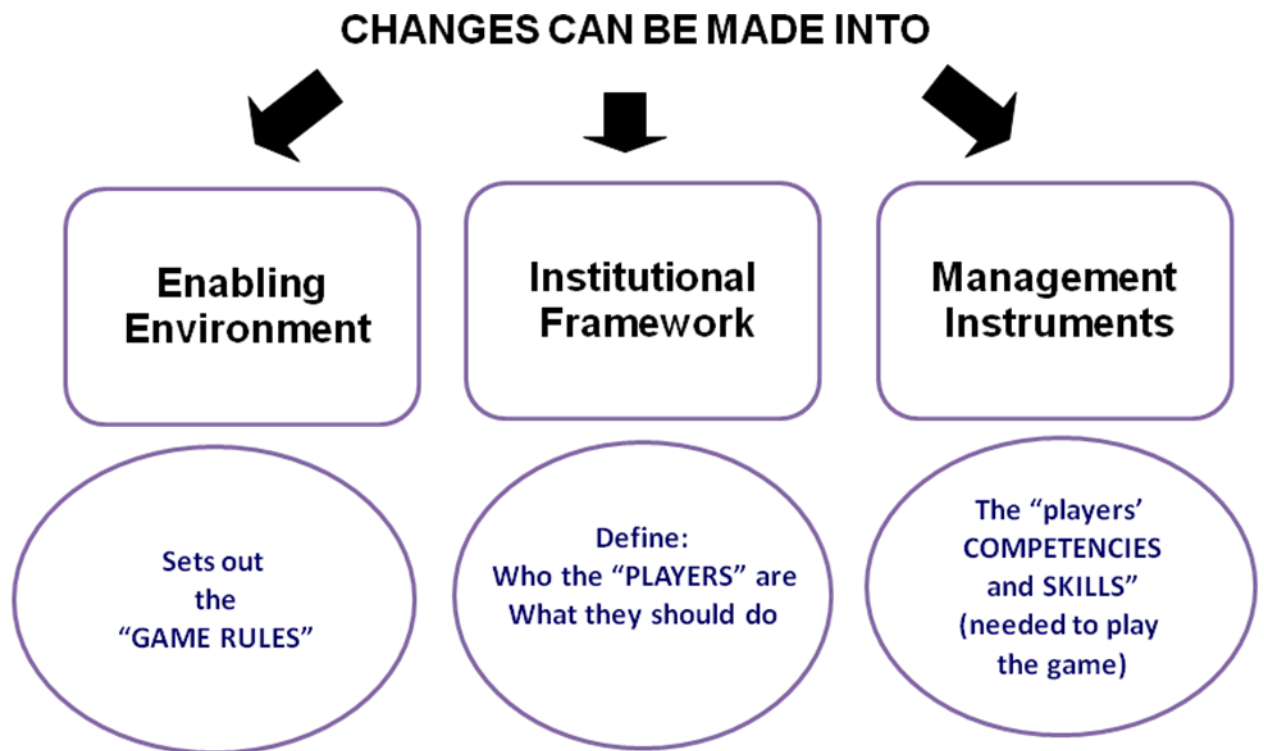 CHANGES CAN BE MADE INTO
Enabling
Environment
Institutional
Framework
Management
Instruments
Sets out
the
“GAME RULES”
Define:
Who the “PLAYERS” are
What they should do
The “players’
COMPETENCIES
and SKILLS”
(needed to play
the game)